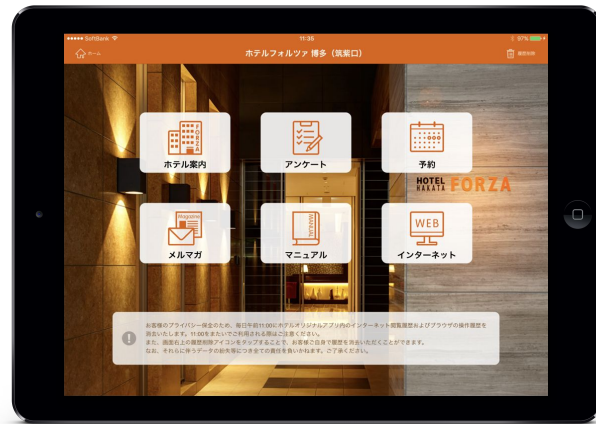 SoftBank
11:35
97%
ホーム
ホテルフォルツァ 博多（筑紫口）
履歴削除
FORZA
ホテル案内
アンケート
予約
HOTEL
HAKATA FORZA
Magazine
メルマガ
MANUAL
マニュアル
WEB
インターネット
お客様のプライバシー保全のため、毎日午前11:00にホテルオリジナルアプリ内のインターネット閲覧履歴およびブラウザの操作履歴を
消去いたします。11:00をまたいでご利用される際はご注意ください。
また、画面右上の履歴削除アイコンをタップすることで、お客様ご自身で履歴を消去いただくことができます。
なお、それらに伴うデータの紛失等につき全ての責任を負いかねます。ご了承ください。